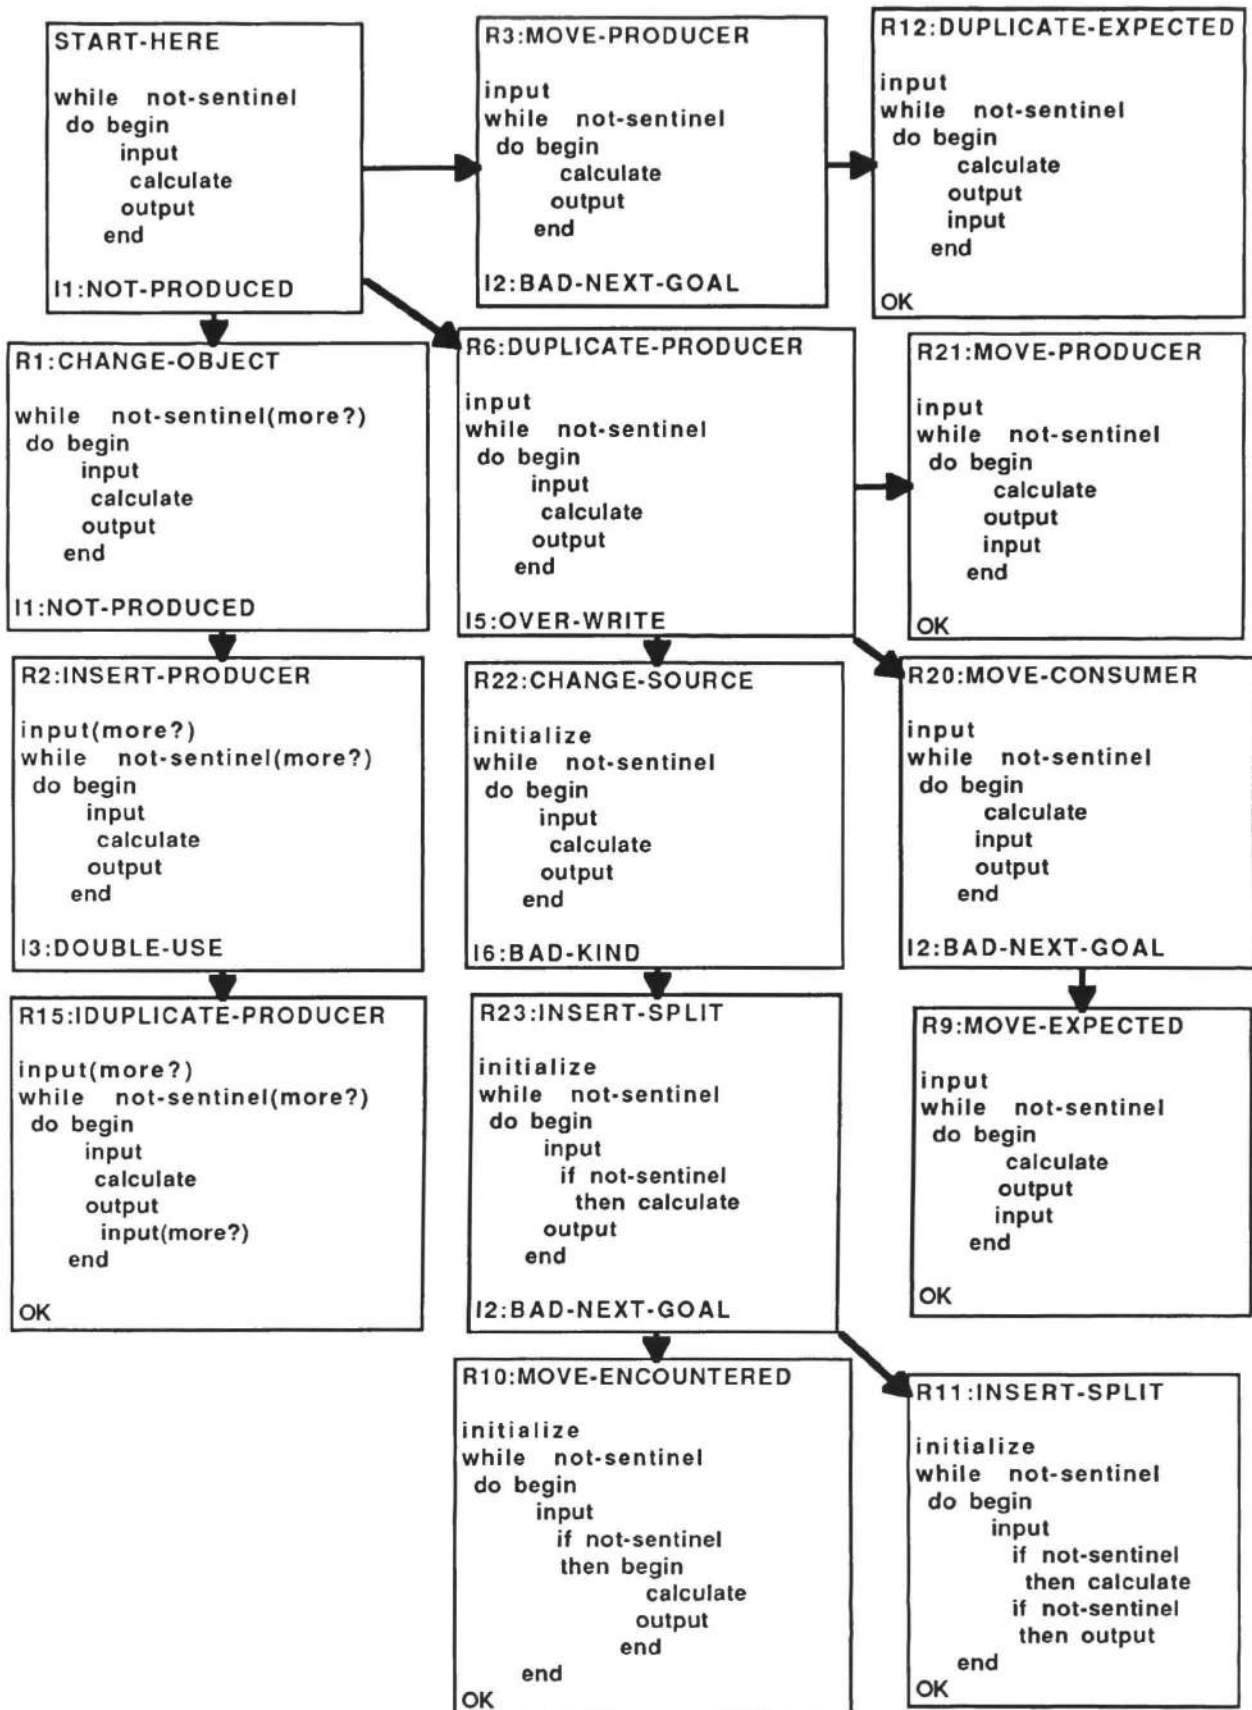 START-HERE
while not-sentinel
do begin
input
calculate
output
end
I1:NOT-PRODUCED
R3:MOVE-PRODUCER
input
while not-sentinel
do begin
calculate
output
end
I2:BAD-NEXT-GOAL
R12:DUPLICATE-EXPECTED
input
while not-sentinel
do begin
calculate
output
input
end
OK
R1:CHANGE-OBJECT
while not-sentinel(more?)
do begin
input
calculate
output
end
I1:NOT-PRODUCED
R6:DUPLICATE-PRODUCER
input
while not-sentinel
do begin
input
calculate
output
end
I5:OVER-WRITE
R21:MOVE-PRODUCER
input
while not-sentinel
do begin
calculate
output
input
end
OK
R2:INSERT-PRODUCER
input(more?)
while not-sentinel(more?)
do begin
input
calculate
output
end
I3:DOUBLE-USE
R22:CHANGE-SOURCE
initialize
while not-sentinel
do begin
input
calculate
output
end
I6:BAD-KIND
R20:MOVE-CONSUMER
input
while not-sentinel
do begin
calculate
input
output
end
I2:BAD-NEXT-GOAL
R15:IDUPLICATE-PRODUCER
input(more?)
while not-sentinel(more?)
do begin
input
calculate
output
input(more?)
end
OK
R23:INSERT-SPLIT
initialize
while not-sentinel
do begin
input
if not-sentinel
then calculate
output
end
I2:BAD-NEXT-GOAL
R9:MOVE-EXPECTED
input
while not-sentinel
do begin
calculate
output
input
end
OK
R10:MOVE-ENCOUNTERED
initialize
while not-sentinel
do begin
input
if not-sentinel
then begin
calculate
output
end
end
OK
R11:INSERT-SPLIT
initialize
while not-sentinel
do begin
input
if not-sentinel
then calculate
if not-sentinel
then output
end
OK